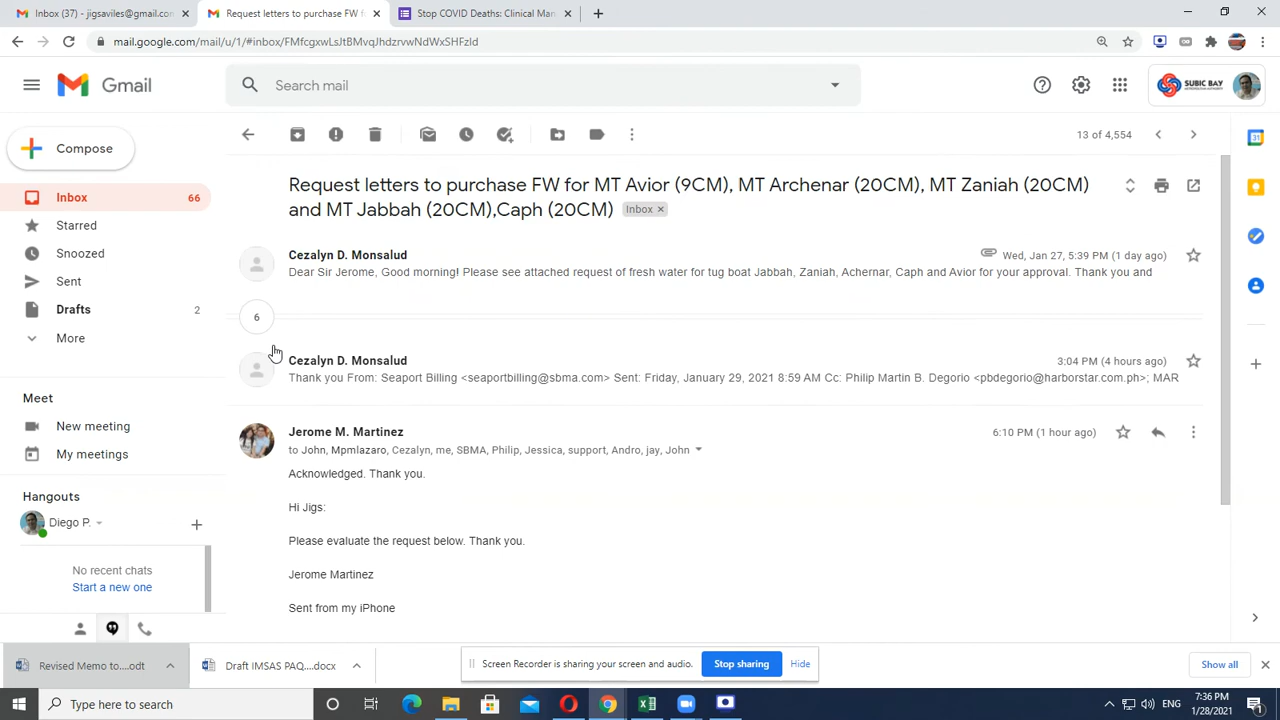 Inbox (37) - jigsaviles@gmail.com
Request letters to purchase FW f
Stop COVID Deaths: Clinical Man
mail.google.com/mail/u/1/#inbox/FMfcgxwLsJtBMvqJhdzrvwNdWxSHFzld
Gmail
Search mail
SUBIC BAY
Compose
13 of 4,554
Inbox 66
Starred
Snoozed
Sent
Drafts 2
More
Meet
New meeting
My meetings
Hangouts
Diego P.
No recent chats
Start a new one
Request letters to purchase FW for MT Avior (9CM), MT Archenar (20CM), MT Zaniah (20CM)
and MT Jabbah (20CM),Caph (20CM) Inbox
Cezalyn D. Monsalud Wed, Jan 27, 5:39 PM (1 day ago)
Dear Sir Jerome, Good morning! Please see attached request of fresh water for tug boat Jabbah, Zaniah, Achernar, Caph and Avior for your approval. Thank you and
6
Cezalyn D. Monsalud 3:04 PM (4 hours ago)
Thank you From: Seaport Billing <seaportbilling@sbma.com> Sent: Friday, January 29, 2021 8:59 AM Cc: Philip Martin B. Degorio <pbdegorio@harborstar.com.ph>; MAR
Jerome M. Martinez 6:10 PM (1 hour ago)
to John, Mpmlazaro, Cezalyn, me, SBMA, Philip, Jessica, support, Andro, jay, John
Acknowledged. Thank you.
Hi Jigs:
Please evaluate the request below. Thank you.
Jerome Martinez
Sent from my iPhone
Revised Memo to....odt
Draft IMSAS PAQ....docx
Screen Recorder is sharing your screen and audio. Stop sharing Hide
Show all
Type here to search
ENG
7:36 PM
1/28/2021
1